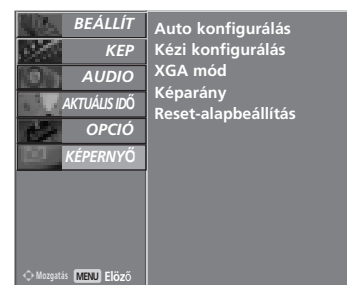 BEÁLLÍT
KEP
AUDIO
AKTUÁLIS IDŐ
OPCIÓ
KÉPERNYŐ
Auto konfigurálás
Kézi konfigurálás
XGA mód
Képarány
Reset-alapbeállítás
Mozgatás MENU Előző